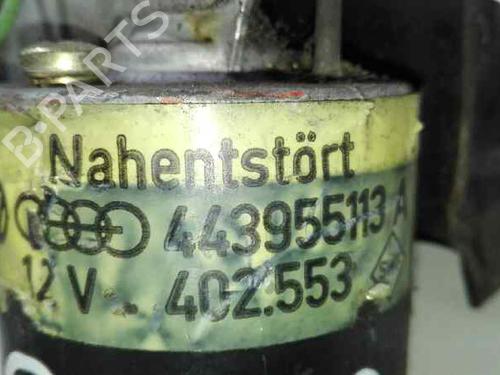 Nahentstört
443955113 A
12 V - 402.553
B-PARTS